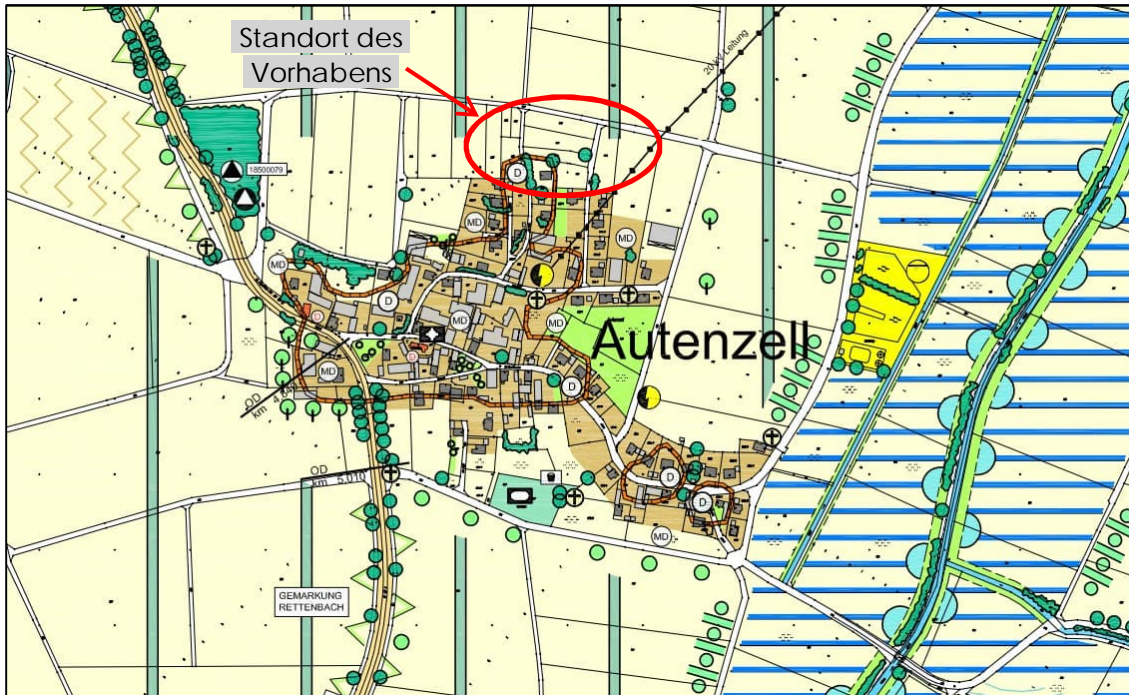 Standort des
Vorhabens
20 kV Leitung
18500079
D
MD
MD
MD
D
MD
MD
Autenzell
MD
D
OD
km 4.640
OD
km 5.010
D
D
MD
GEMARKUNG
RETTENBACH